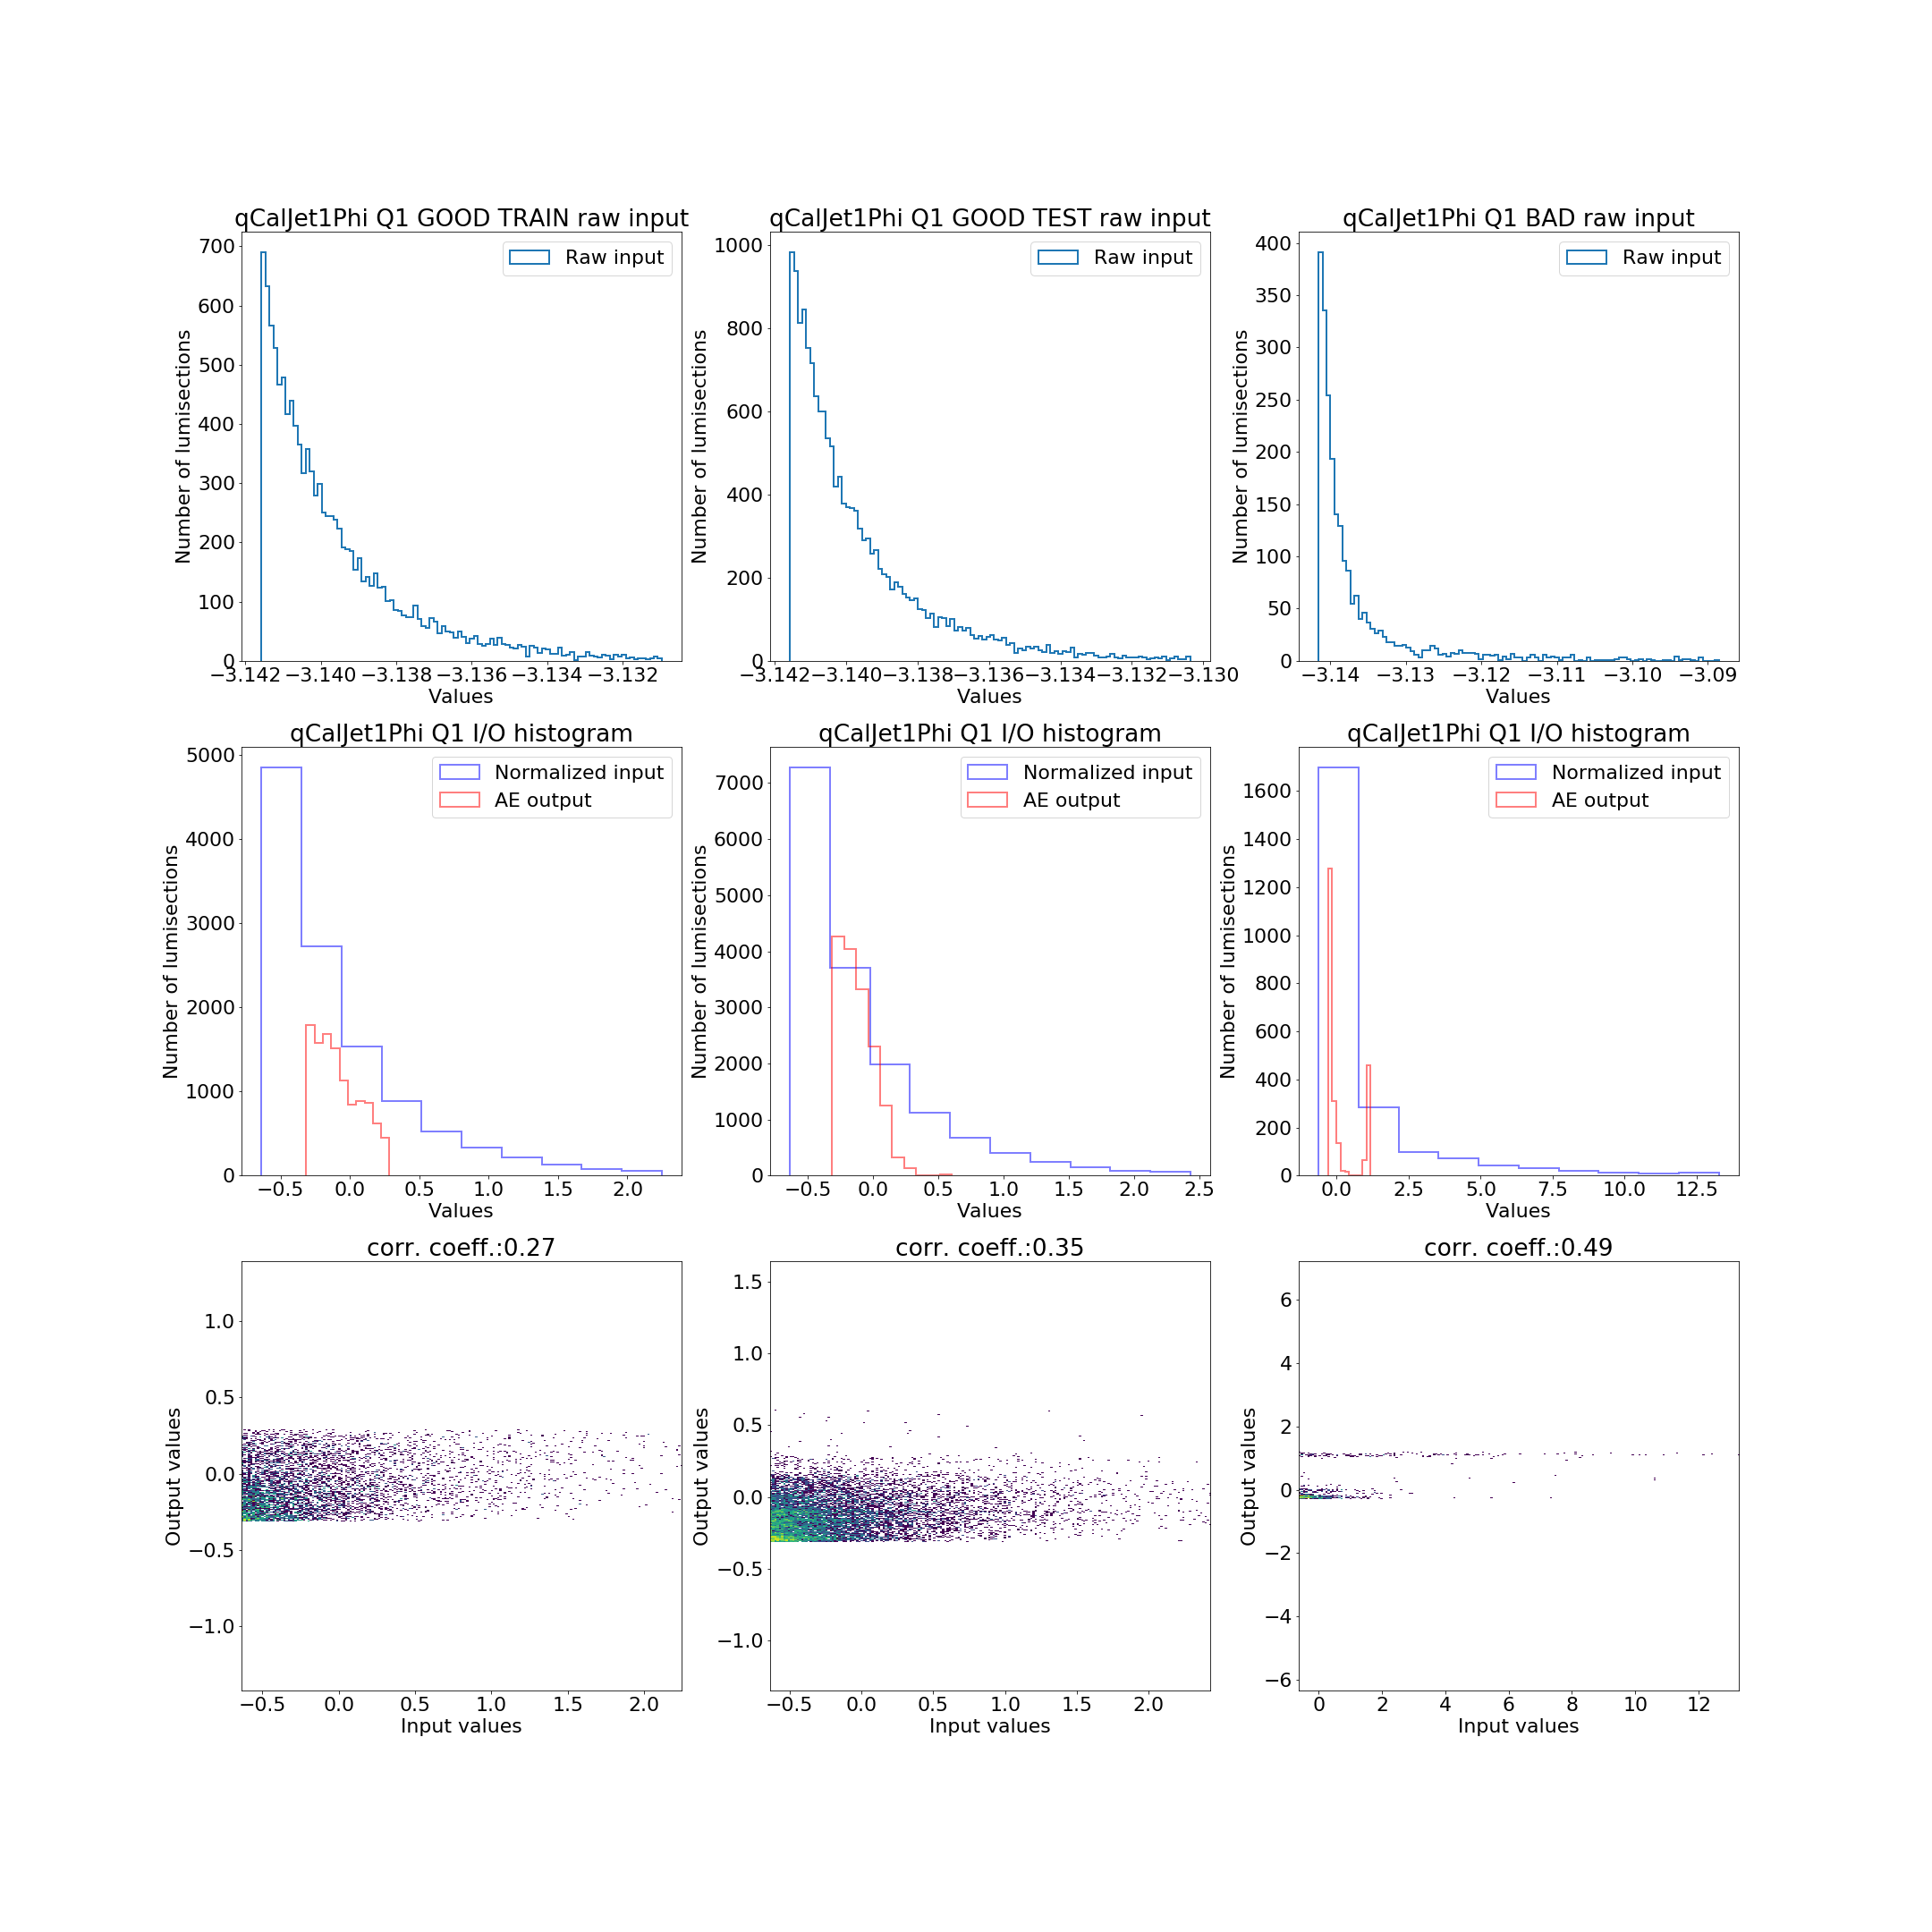 qCalJet1Phi Q1 GOOD TRAIN raw input
700
600
500
400
300
200
100
0
Number of lumisections
Raw input
−3.142 −3.140 −3.138 −3.136 −3.134 −3.132
Values
qCalJet1Phi Q1 GOOD TEST raw input
1000
800
600
400
200
0
Number of lumisections
Raw input
−3.142 −3.140 −3.138 −3.136 −3.134 −3.132 −3.130
Values
qCalJet1Phi Q1 BAD raw input
400
350
300
250
200
150
100
50
0
Number of lumisections
Raw input
−3.14 −3.13 −3.12 −3.11 −3.10 −3.09
Values
qCalJet1Phi Q1 I/O histogram
5000
4000
3000
2000
1000
0
Number of lumisections
Normalized input
AE output
−0.5 0.0 0.5 1.0 1.5 2.0
Values
qCalJet1Phi Q1 I/O histogram
7000
6000
5000
4000
3000
2000
1000
0
Number of lumisections
Normalized input
AE output
−0.5 0.0 0.5 1.0 1.5 2.0 2.5
Values
qCalJet1Phi Q1 I/O histogram
1600
1400
1200
1000
800
600
400
200
0
Number of lumisections
Normalized input
AE output
0.0 2.5 5.0 7.5 10.0 12.5
Values
corr. coeff.:0.27
1.0
0.5
0.0
−0.5
−1.0
Output values
−0.5 0.0 0.5 1.0 1.5 2.0
Input values
corr. coeff.:0.35
1.5
1.0
0.5
0.0
−0.5
−1.0
Output values
−0.5 0.0 0.5 1.0 1.5 2.0
Input values
corr. coeff.:0.49
6
4
2
0
−2
−4
−6
Output values
0 2 4 6 8 10 12
Input values